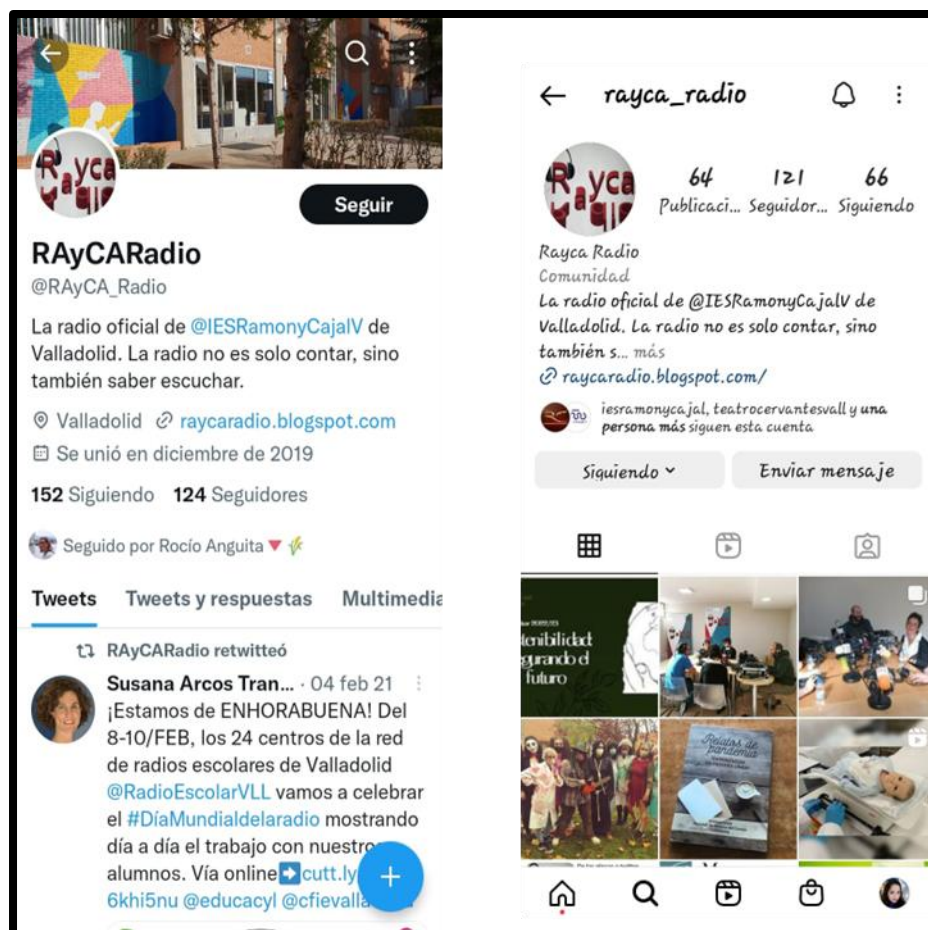 Seguir
RAyCARadio
@RAyCA_Radio
La radio oficial de @IESRamonyCajalV de
Valladolid. La radio no es solo contar, sino
también saber escuchar.
Valladolid raycaradio.blogspot.com
Se unió en diciembre de 2019
152 Siguiendo 124 Seguidores
Seguido por Rocío Anguita
Tweets Tweets y respuestas Multimedia
RAyCARadio retwitteó
Susana Arcos Tran... · 04 feb 21
¡Estamos de ENHORABUENA! Del
8-10/FEB, los 24 centros de la red
de radios escolares de Valladolid
@RadioEscolarVLL vamos a celebrar
el #DíaMundialdelaradio mostrando
día a día el trabajo con nuestros
alumnos. Vía online cutt.ly
6khi5nu @educacyl @cfievalla
rayca_radio
Rayca
64 121 66
Publicaci... Seguidor... Siguiendo
Rayca Radio
Comunidad
La radio oficial de @IESRamonyCajalV de
Valladolid. La radio no es solo contar, sino
también s... más
raycaradio.blogspot.com/
iesramonycajal, teatrocervantesvall y una
persona más siguen esta cuenta
Siguiendo Enviar mensaje
tenibilidad:
gurando el
futuro
Relatos de
pandemia